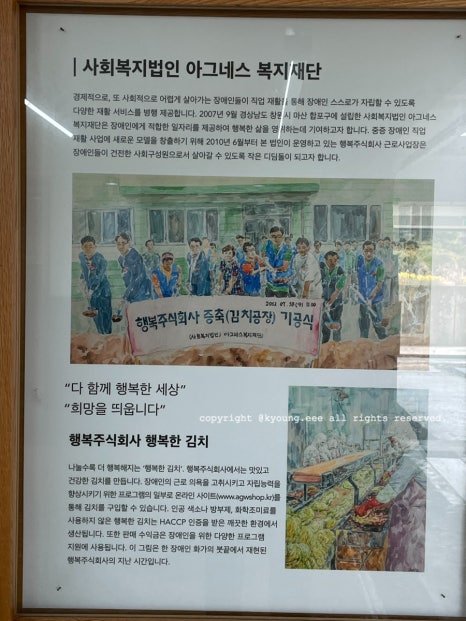 | 사회복지법인 아그네스 복지재단
경제적으로, 또 사회적으로 어렵게 살아가는 장애인들이 직업 재활을 통해 장애인 스스로가 자립할 수 있도록
다양한 재활 서비스를 병행 제공합니다. 2007년 9월 경상남도 창원시 마산 합포구에 설립한 사회복지법인 아그네스
복지재단은 장애인에게 적합한 일자리를 제공하여 행복한 삶을 영위하는데 기여하고자 합니다. 중증 장애인 직업
재활 사업에 새로운 모델을 창출하기 위해 2010년 6월부터 본 법인이 운영하고 있는 행복주식회사 근로사업장은
장애인들이 건전한 사회구성원으로서 살아갈 수 있도록 작은 디딤돌이 되고자 합니다.
행복주식회사 증축(김치공장) 기공식
(사회복지법인 아그네스복지재단)
"다 함께 행복한 세상"
"희망을 띄웁니다"
copyright @kyoung.eee all rights reserved.
행복주식회사 행복한 김치
나눌수록 더 행복해지는 '행복한 김치'. 행복주식회사에서는 맛있고
건강한 김치를 만듭니다. 장애인의 근로 의욕을 고취시키고 자립능력을
향상시키기 위한 프로그램의 일부로 온라인 사이트(www.agwshop.kr)를
통해 김치를 구입할 수 있습니다. 인공 색소나 방부제, 화학조미료를
사용하지 않은 행복한 김치는 HACCP 인증을 받은 깨끗한 환경에서
생산됩니다. 또한 판매 수익금은 장애인을 위한 다양한 프로그램
지원에 사용됩니다. 이 그림은 한 장애인 화가의 붓끝에서 재현된
행복주식회사의 지난 시간입니다.